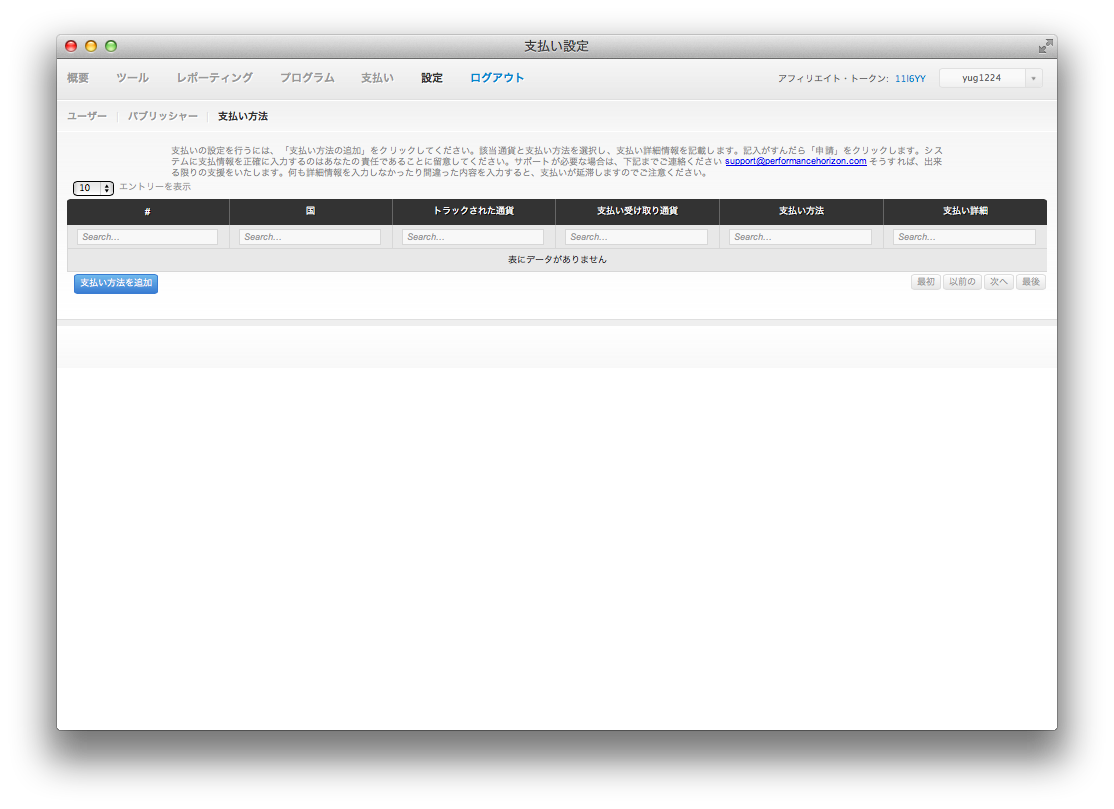 支払い設定
概要 ツール レポーティング プログラム 支払い 設定 ログアウト アフィリエイト・トークン: 11l6YY yug1224
ユーザー パブリッシャー 支払い方法
支払いの設定を行うには、「支払い方法の追加」をクリックしてください。該当通貨と支払い方法を選択し、支払い詳細情報を記載します。記入がすんだら「申請」をクリックします。シス
テムに支払情報を正確に入力するのはあなたの責任であることに留意してください。サポートが必要な場合は、下記までご連絡ください support@performancehorizon.com そうすれば、出来
る限りの支援をいたします。何も詳細情報を入力しなかったり間違った内容を入力すると、支払いが延滞しますのでご注意ください。
10 エントリーを表示
# 国 トラックされた通貨 支払い受け取り通貨 支払い方法 支払い詳細
Search... Search... Search... Search... Search... Search...
表にデータがありません
支払い方法を追加 最初 以前の 次へ 最後